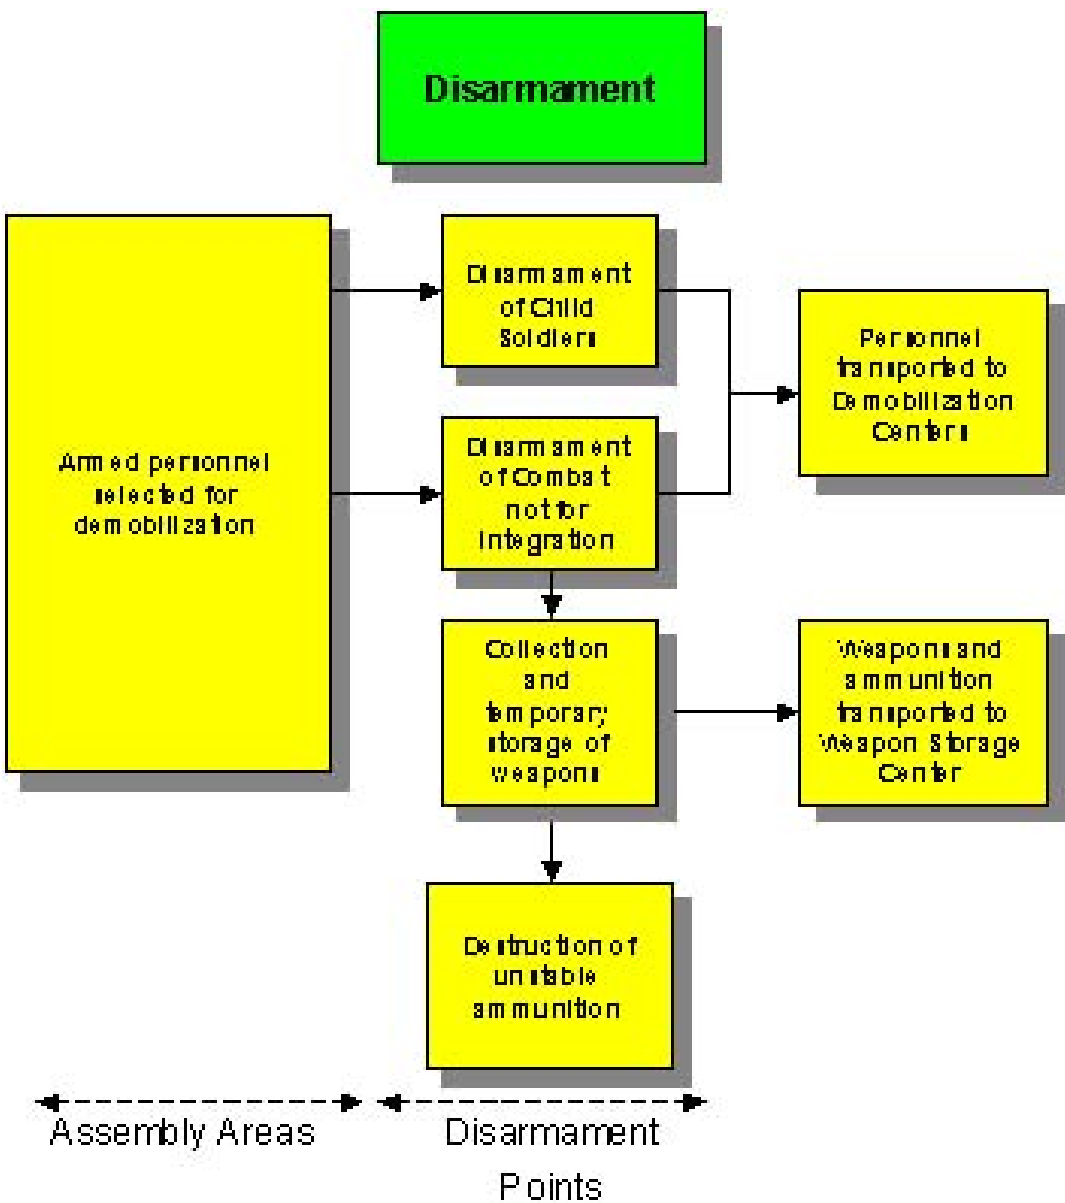 Disarmament
Armed personnel
selected for
demobilization
Disarmament
of Child
Soldiers
Disarmament
of Combat
not for
integration
Personnel
transported to
Demobilization
Centers
Collection
and
temporary
storage of
weapons
Weapons and
ammunition
transported to
Weapon Storage
Center
Destruction of
unstable
ammunition
Assembly Areas
Disarmament
Points